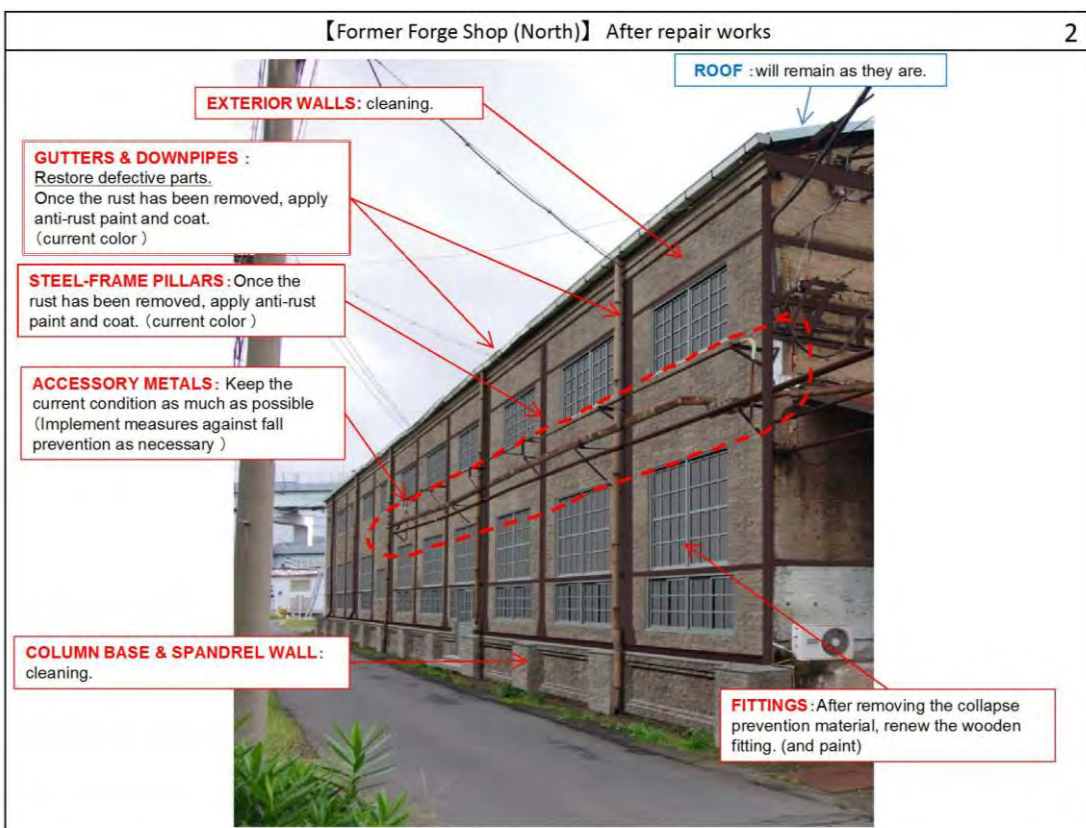 【Former Forge Shop (North)】 After repair works
2
ROOF :will remain as they are.
EXTERIOR WALLS: cleaning.
GUTTERS & DOWNPIPES :
Restore defective parts.
Once the rust has been removed, apply
anti-rust paint and coat.
(current color )
STEEL-FRAME PILLARS:Once the
rust has been removed, apply anti-rust
paint and coat. (current color )
ACCESSORY METALS: Keep the
current condition as much as possible
(Implement measures against fall
prevention as necessary )
COLUMN BASE & SPANDREL WALL:
cleaning.
FITTINGS:After removing the collapse
prevention material, renew the wooden
fitting. (and paint)